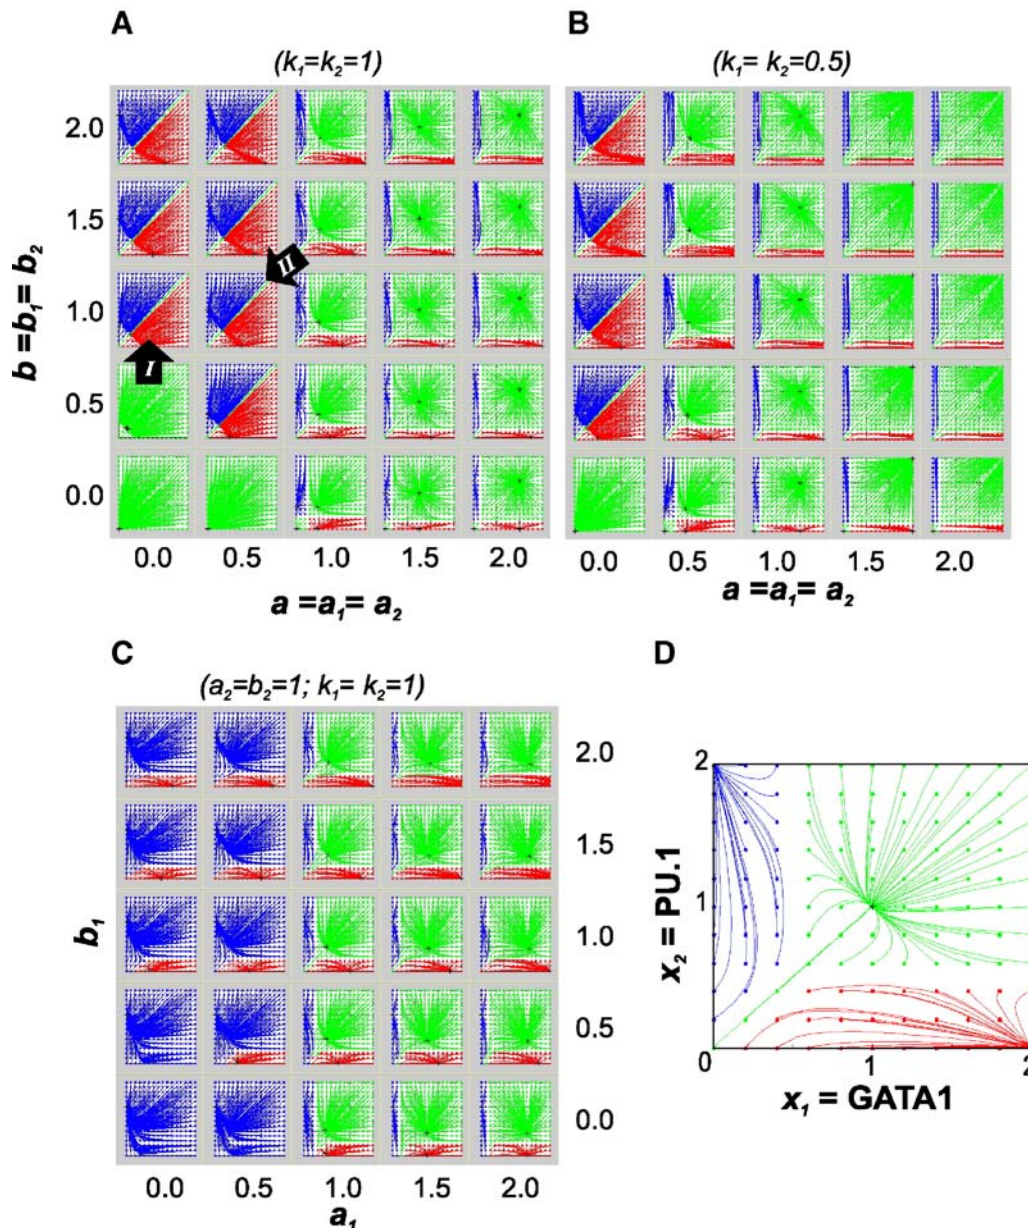 A
(k1=k2=1)
2.0
1.5
1.0
0.5
0.0
b =b1= b2
I
II
0.0 0.5 1.0 1.5 2.0
a =a1= a2
B
(k1= k2=0.5)
0.0 0.5 1.0 1.5 2.0
a =a1= a2
C
(a2=b2=1; k1= k2=1)
b1
2.0
1.5
1.0
0.5
0.0
0.0 0.5 1.0 1.5 2.0
a1
D
2
1
0
1
2
x2 = PU.1
x1 = GATA1